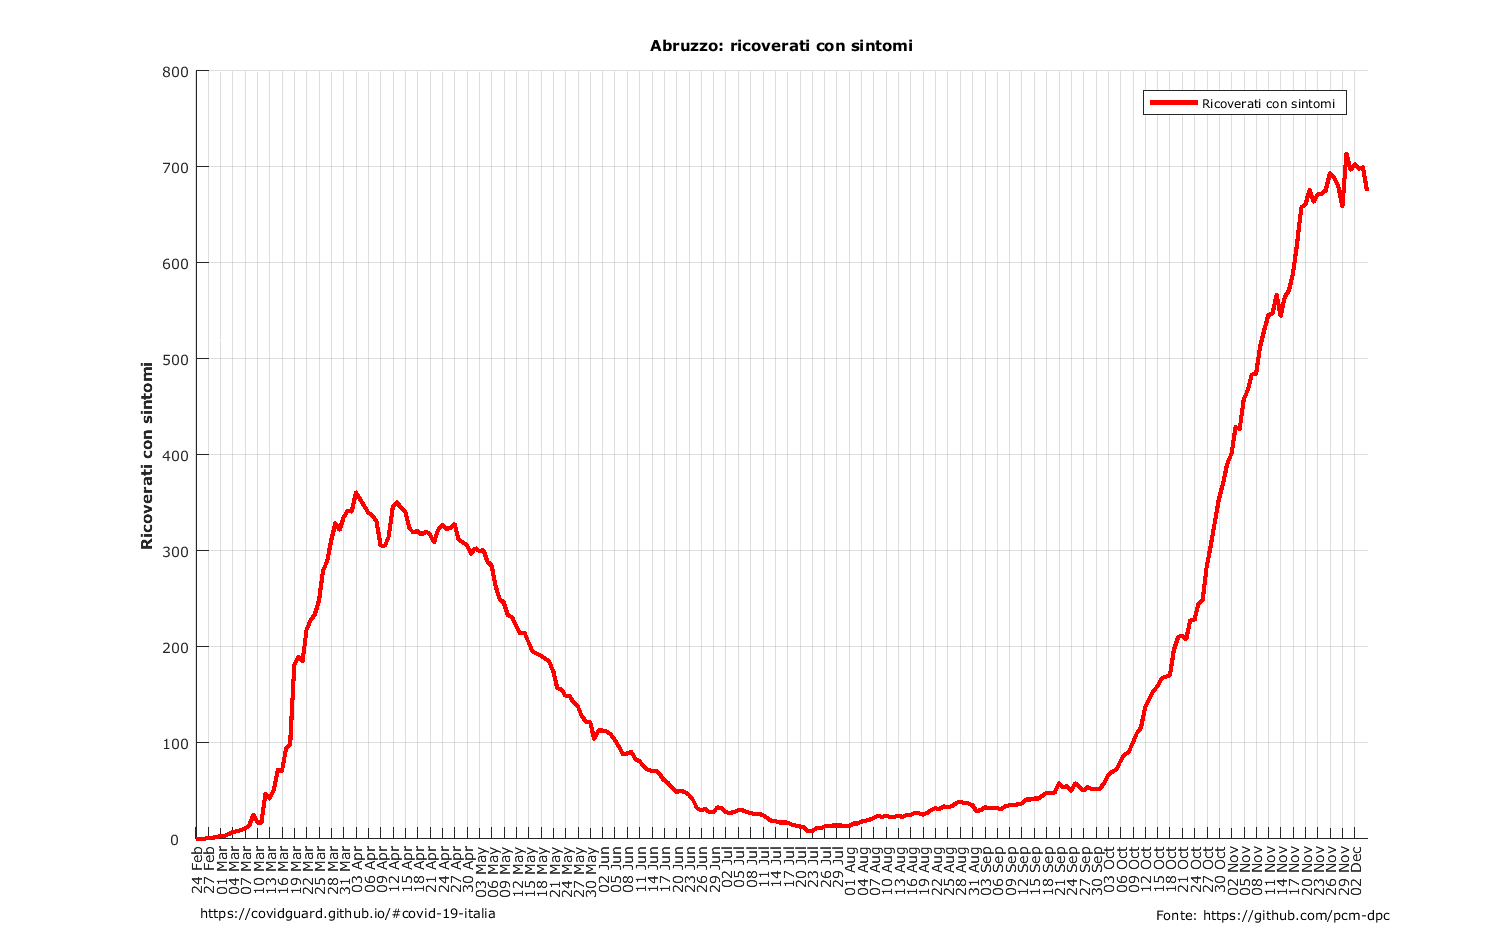 Abruzzo: ricoverati con sintomi
Ricoverati con sintomi
Ricoverati con sintomi
800
700
600
500
400
300
200
100
0
24 Feb
27 Feb
01 Mar
04 Mar
07 Mar
10 Mar
13 Mar
16 Mar
19 Mar
22 Mar
25 Mar
28 Mar
31 Mar
03 Apr
06 Apr
09 Apr
12 Apr
15 Apr
18 Apr
21 Apr
24 Apr
27 Apr
30 Apr
03 May
06 May
09 May
12 May
15 May
18 May
21 May
24 May
27 May
30 May
02 Jun
05 Jun
08 Jun
11 Jun
14 Jun
17 Jun
20 Jun
23 Jun
26 Jun
29 Jun
02 Jul
05 Jul
08 Jul
11 Jul
14 Jul
17 Jul
20 Jul
23 Jul
26 Jul
29 Jul
01 Aug
04 Aug
07 Aug
10 Aug
13 Aug
16 Aug
19 Aug
22 Aug
25 Aug
28 Aug
31 Aug
03 Sep
06 Sep
09 Sep
12 Sep
15 Sep
18 Sep
21 Sep
24 Sep
27 Sep
30 Sep
03 Oct
06 Oct
09 Oct
12 Oct
15 Oct
18 Oct
21 Oct
24 Oct
27 Oct
30 Oct
02 Nov
05 Nov
08 Nov
11 Nov
14 Nov
17 Nov
20 Nov
23 Nov
26 Nov
29 Nov
02 Dec
https://covidguard.github.io/#covid-19-italia
Fonte: https://github.com/pcm-dpc